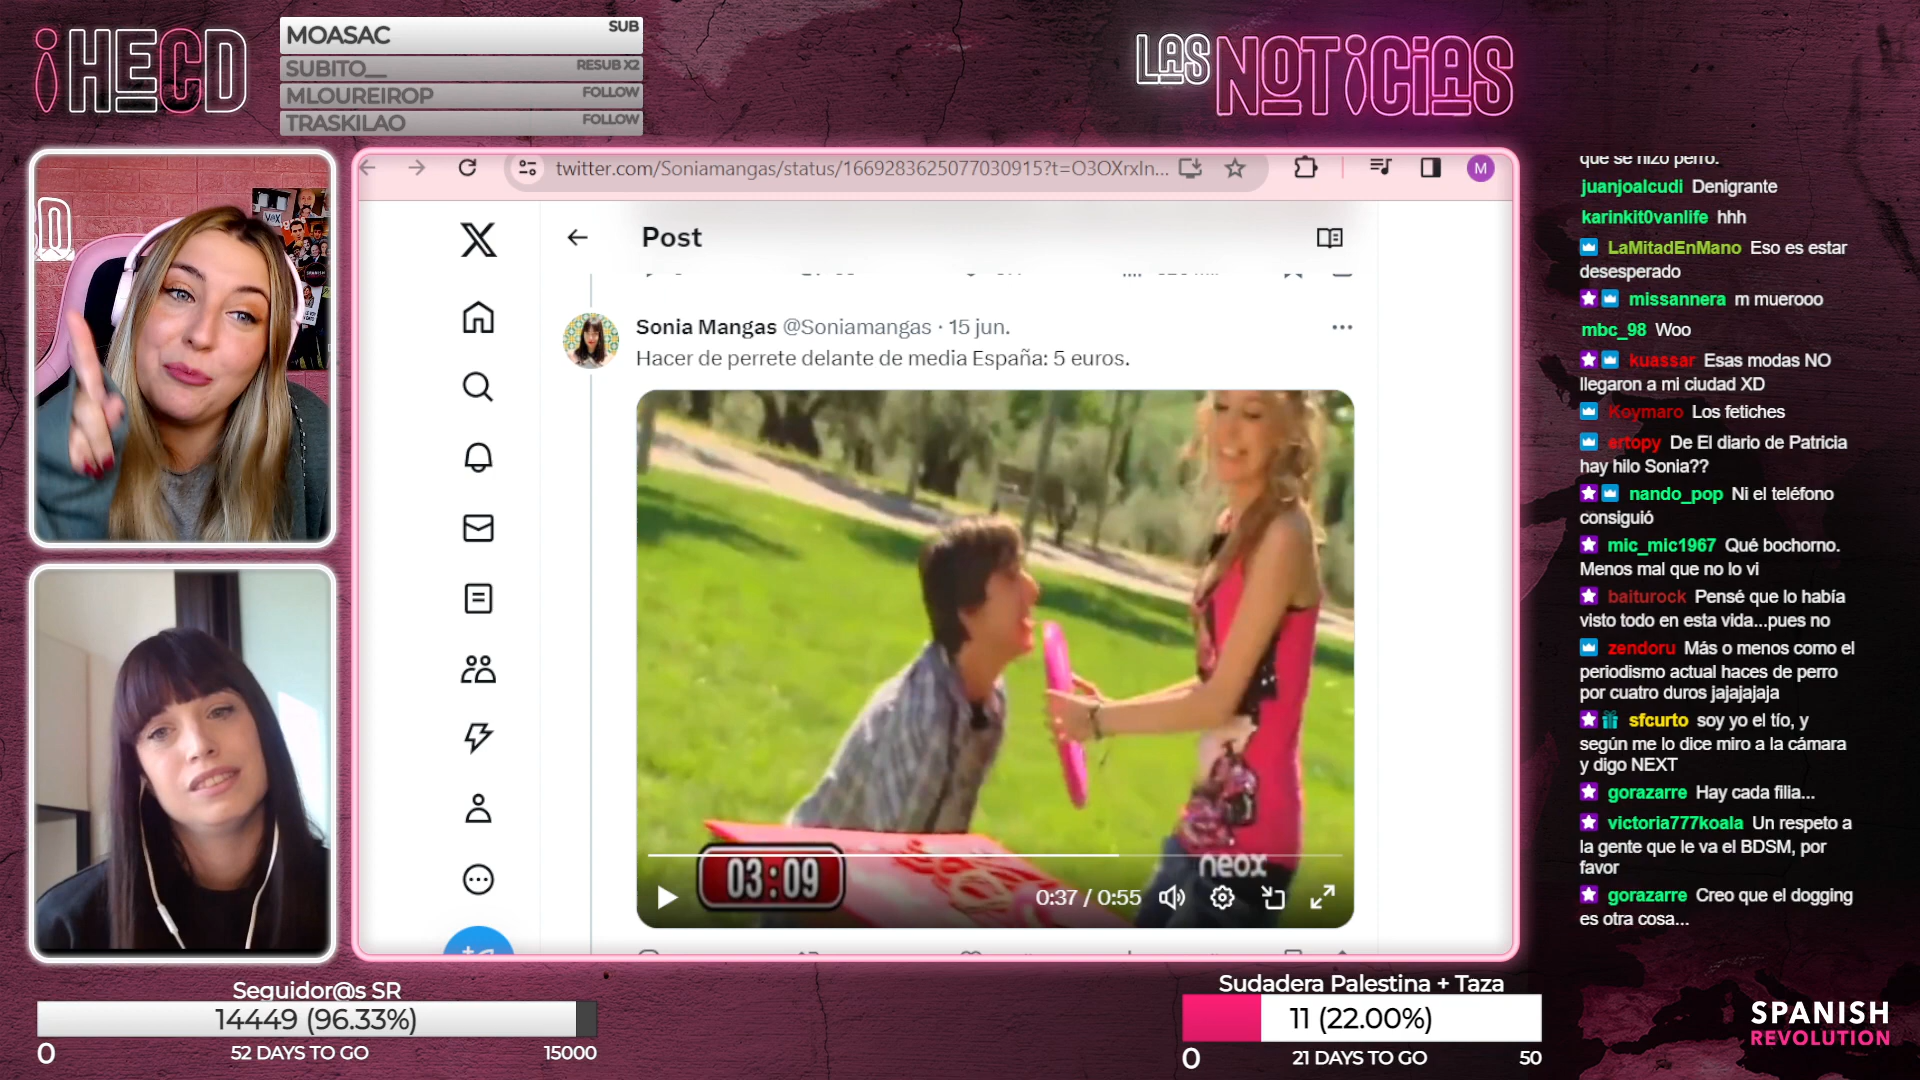 ¡HECD
MOASAC SUB
SUBITO__ RESUB X2
MLOUREIROP FOLLOW
TRASKILAO FOLLOW
LAS NOTICIAS
twitter.com/Soniamangas/status/1669283625077030915?t=O3OXrxIn...
M
Post
Sonia Mangas @Soniamangas · 15 jun.
Hacer de perrete delante de media España: 5 euros.
03:09
neox
0:37 / 0:55
VOX
que se hizo perro.
juanjoalcudi Denigrante
karinkit0vanlife hhh
LaMitadEnMano Eso es estar
desesperado
missannera m muerooo
mbc_98 Woo
kuassar Esas modas NO
llegaron a mi ciudad XD
Koymaro Los fetiches
ertopy De El diario de Patricia
hay hilo Sonia??
nando_pop Ni el teléfono
consiguió
mic_mic1967 Qué bochorno.
Menos mal que no lo vi
baiturock Pensé que lo había
visto todo en esta vida...pues no
zendoru Más o menos como el
periodismo actual haces de perro
por cuatro duros jajajajaja
sfcurto soy yo el tío, y
según me lo dice miro a la cámara
y digo NEXT
gorazarre Hay cada filia...
victoria777koala Un respeto a
la gente que le va el BDSM, por
favor
gorazarre Creo que el dogging
es otra cosa...
Seguidor@s SR
14449 (96.33%)
0 52 DAYS TO GO 15000
Sudadera Palestina + Taza
11 (22.00%)
0 21 DAYS TO GO 50
SPANISH
REVOLUTION